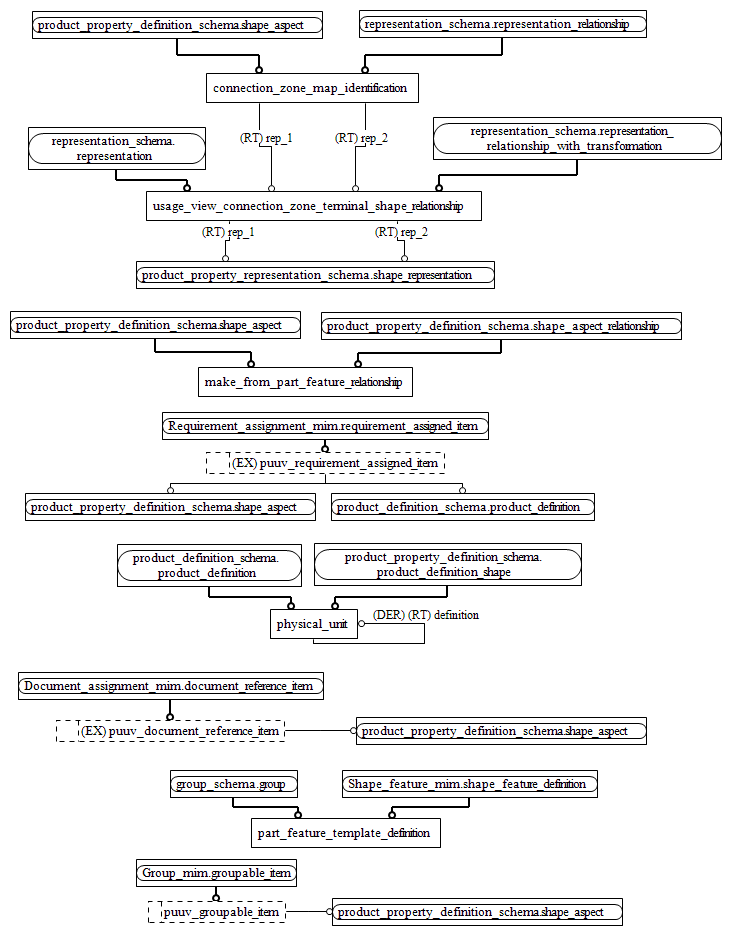 product_property_definition_schema.shape_aspect
representation_schema.representation_relationship
connection_zone_map_identification
(RT) rep_1
(RT) rep_2
representation_schema.
representation
representation_schema.representation_
relationship_with_transformation
usage_view_connection_zone_terminal_shape_relationship
(RT) rep_1
(RT) rep_2
product_property_representation_schema.shape_representation
product_property_definition_schema.shape_aspect
product_property_definition_schema.shape_aspect_relationship
make_from_part_feature_relationship
Requirement_assignment_mim.requirement_assigned_item
(EX) puuv_requirement_assigned_item
product_property_definition_schema.shape_aspect
product_definition_schema.product_definition
product_definition_schema.
product_definition
product_property_definition_schema.
product_definition_shape
(DER) (RT) definition
physical_unit
Document_assignment_mim.document_reference_item
(EX) puuv_document_reference_item
product_property_definition_schema.shape_aspect
group_schema.group
Shape_feature_mim.shape_feature_definition
part_feature_template_definition
Group_mim.groupable_item
puuv_groupable_item
product_property_definition_schema.shape_aspect